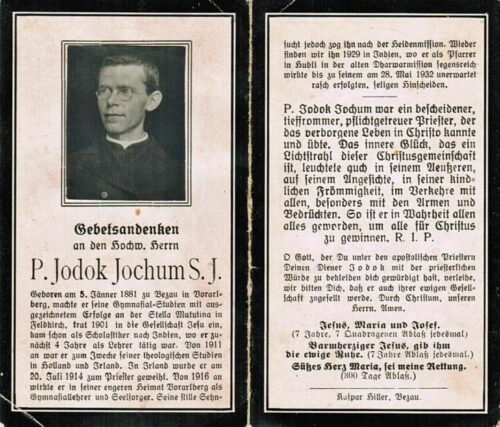 Gebetsandenken
an den Hochw. Herrn
P. Jodok Jochum S. J.
Geboren am 5. Jänner 1881 zu Bezau in Vorarl-
berg, machte er seine Gymnasial-Studien mit aus-
gezeichnetem Erfolge an der Stella Matutina in
Feldkirch, trat 1901 in die Gesellschaft Jesu ein,
kam schon als Scholastiker nach Indien, wo er zu-
nächst 4 Jahre als Lehrer tätig war. Von 1911
an war er zum Zwecke seiner theologischen Studien
in Holland und Irland. In Irland wurde er am
20. Juli 1914 zum Priester geweiht. Von 1916 an
wirkte er in seiner engeren Heimat Vorarlberg als
Gymnasiallehrer und Seelsorger. Seine stille Sehn-
sucht jedoch zog ihn nach der Heidenmission. Wieder
finden wir ihn 1929 in Indien, wo er als Pfarrer
in Hubli in der alten Dharwarmission segensreich
wirkte bis zu seinem am 28. Mai 1932 unerwartet
rasch erfolgten, seligen Hinscheiden.
P. Jodok Jochum war ein bescheidener,
tieffrommer, pflichtgetreuer Priester, der
das verborgene Leben in Christo kannte
und übte. Das innere Glück, das ein
Lichtstrahl dieser Christusgemeinschaft
ist, leuchtete auch in seinem Aeußeren,
auf seinem Angesichte, in seiner kind-
lichen Frömmigkeit, im Verkehre mit
allen, besonders mit den Armen und
Bedrückten. So ist er in Wahrheit allen
alles geworden, um alle für Christus
zu gewinnen. R. I. P.
O Gott, der Du unter den apostolischen Priestern
Deinen Diener Jodok mit der priesterlichen
Würde zu bekleiden dich gewürdigt hast, verleihe,
wir bitten, daß er auch ihrer ewigen Gesell-
schaft zugesellt werde. Durch Christum, unseren
Herrn. Amen.
Jesus, Maria und Josef.
(7 Jahre, 7 Quadragenen Ablaß jedesmal)
Barmherziger Jesus, gib ihm
die ewige Ruhe. (7 Jahre Ablaß jedesmal)
Süßes Herz Mariä, sei meine Rettung.
(300 Tage Ablaß.)
Kaspar Hiller, Bezau.